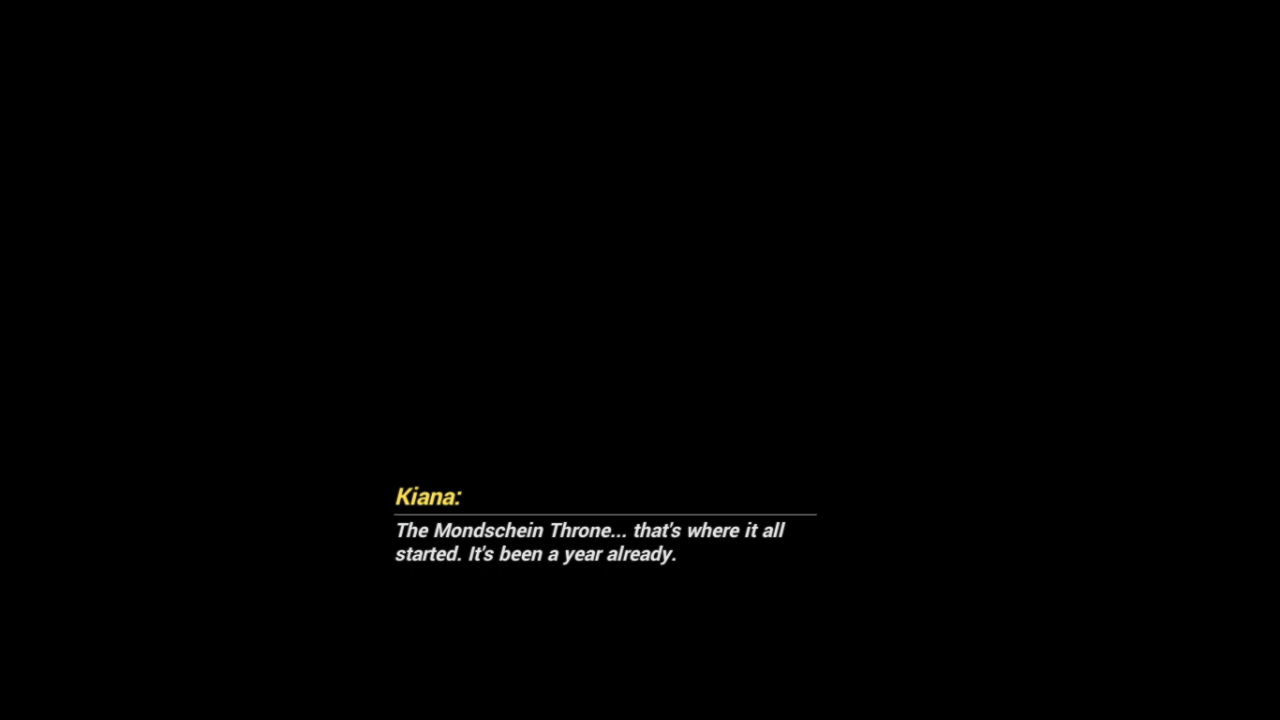 Kiana:
The Mondschein Throne... that's where it all
started. It's been a year already.